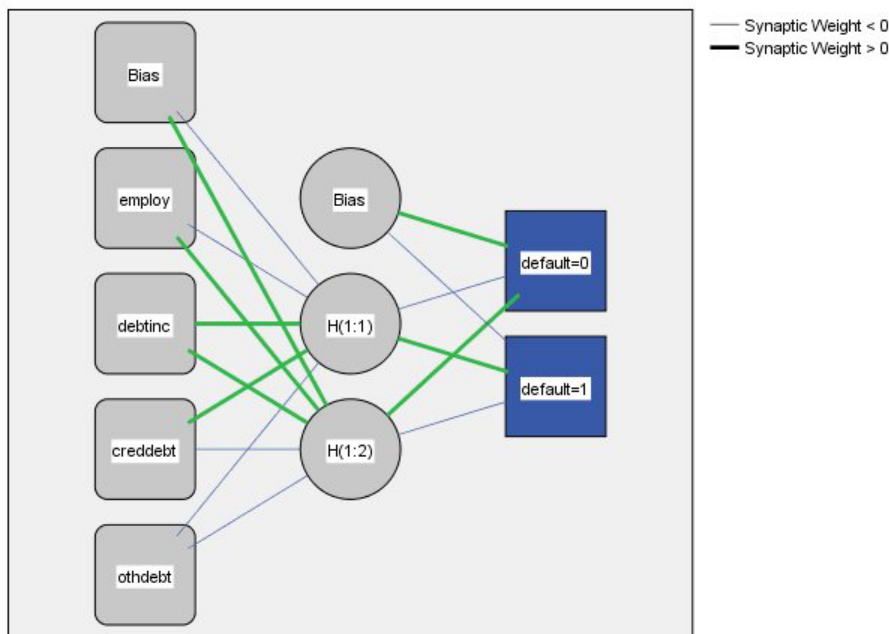 Synaptic Weight < 0
Synaptic Weight > 0
Bias
employ
debtinc
creddebt
othdebt
Bias
H(1:1)
H(1:2)
default=0
default=1